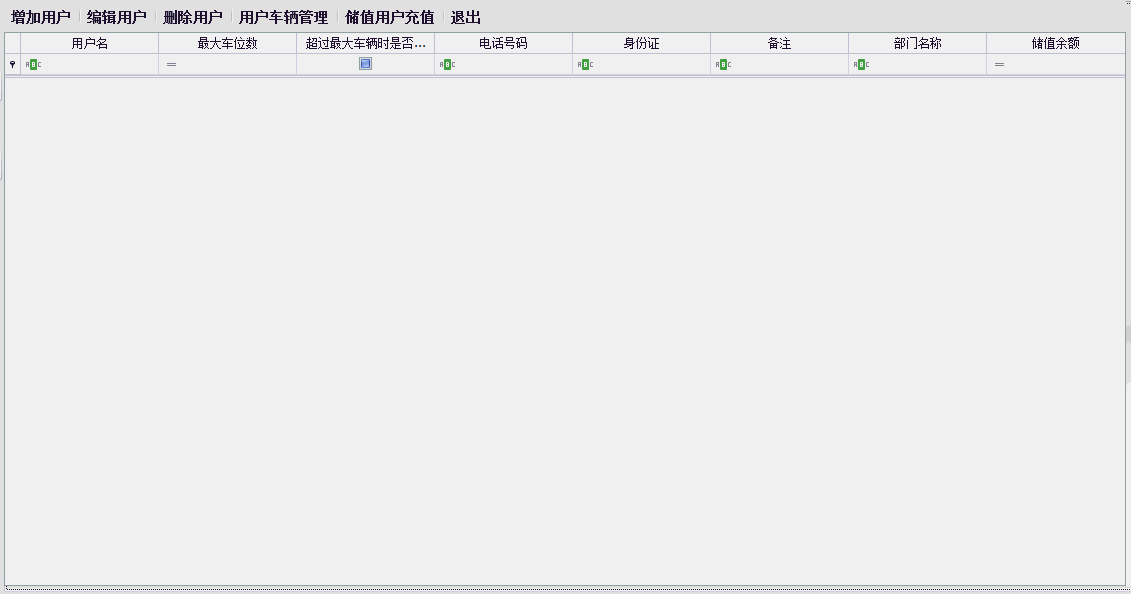 增加用户 编辑用户 删除用户 用户车辆管理 储值用户充值 退出
用户名 最大车位数 超过最大车辆时是否... 电话号码 身份证 备注 部门名称 储值余额
ABC = ABC ABC ABC ABC =